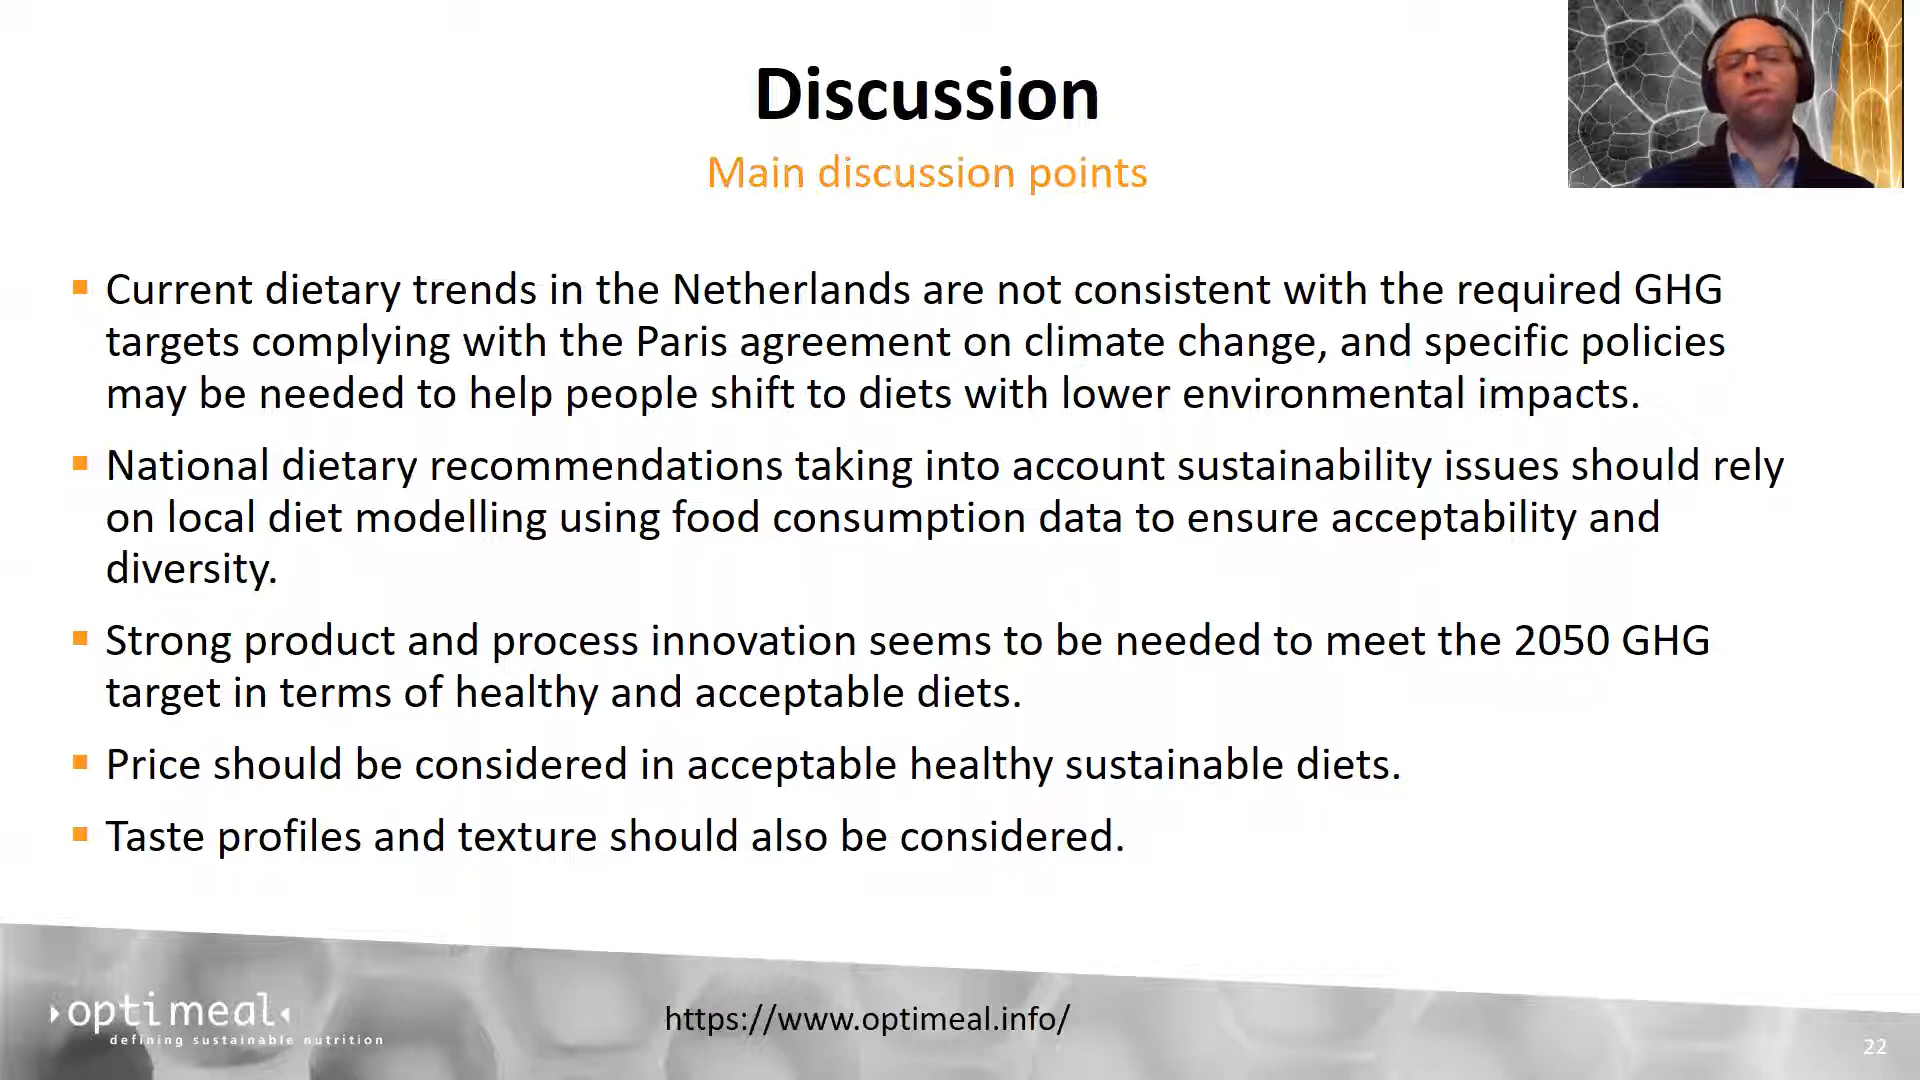 Discussion
Main discussion points
Current dietary trends in the Netherlands are not consistent with the required GHG
targets complying with the Paris agreement on climate change, and specific policies
may be needed to help people shift to diets with lower environmental impacts.
National dietary recommendations taking into account sustainability issues should rely
on local diet modelling using food consumption data to ensure acceptability and
diversity.
Strong product and process innovation seems to be needed to meet the 2050 GHG
target in terms of healthy and acceptable diets.
Price should be considered in acceptable healthy sustainable diets.
Taste profiles and texture should also be considered.
optimeal
defining sustainable nutrition
https://www.optimeal.info/
22